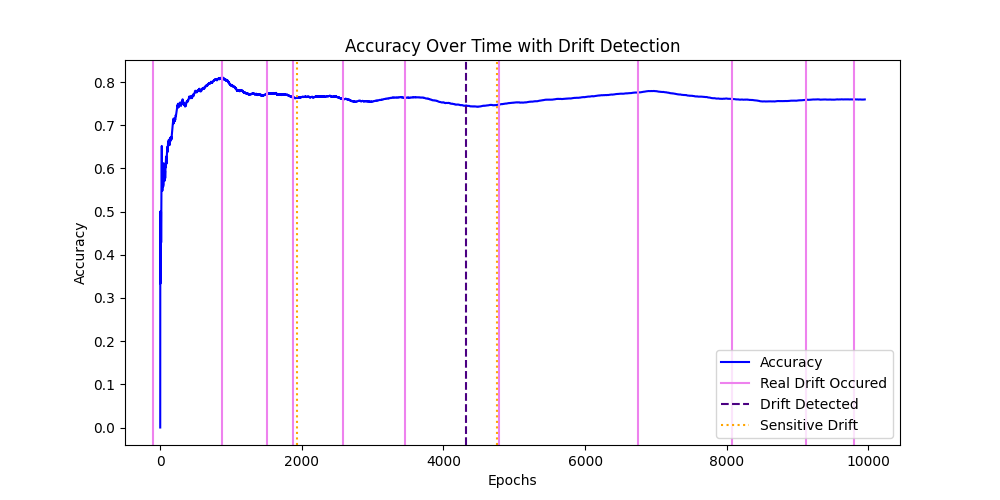 Accuracy Over Time with Drift Detection
0.8
0.7
0.6
0.5
0.4
0.3
0.2
0.1
0.0
Accuracy
0 2000 4000 6000 8000 10000
Epochs
Accuracy
Real Drift Occured
Drift Detected
Sensitive Drift